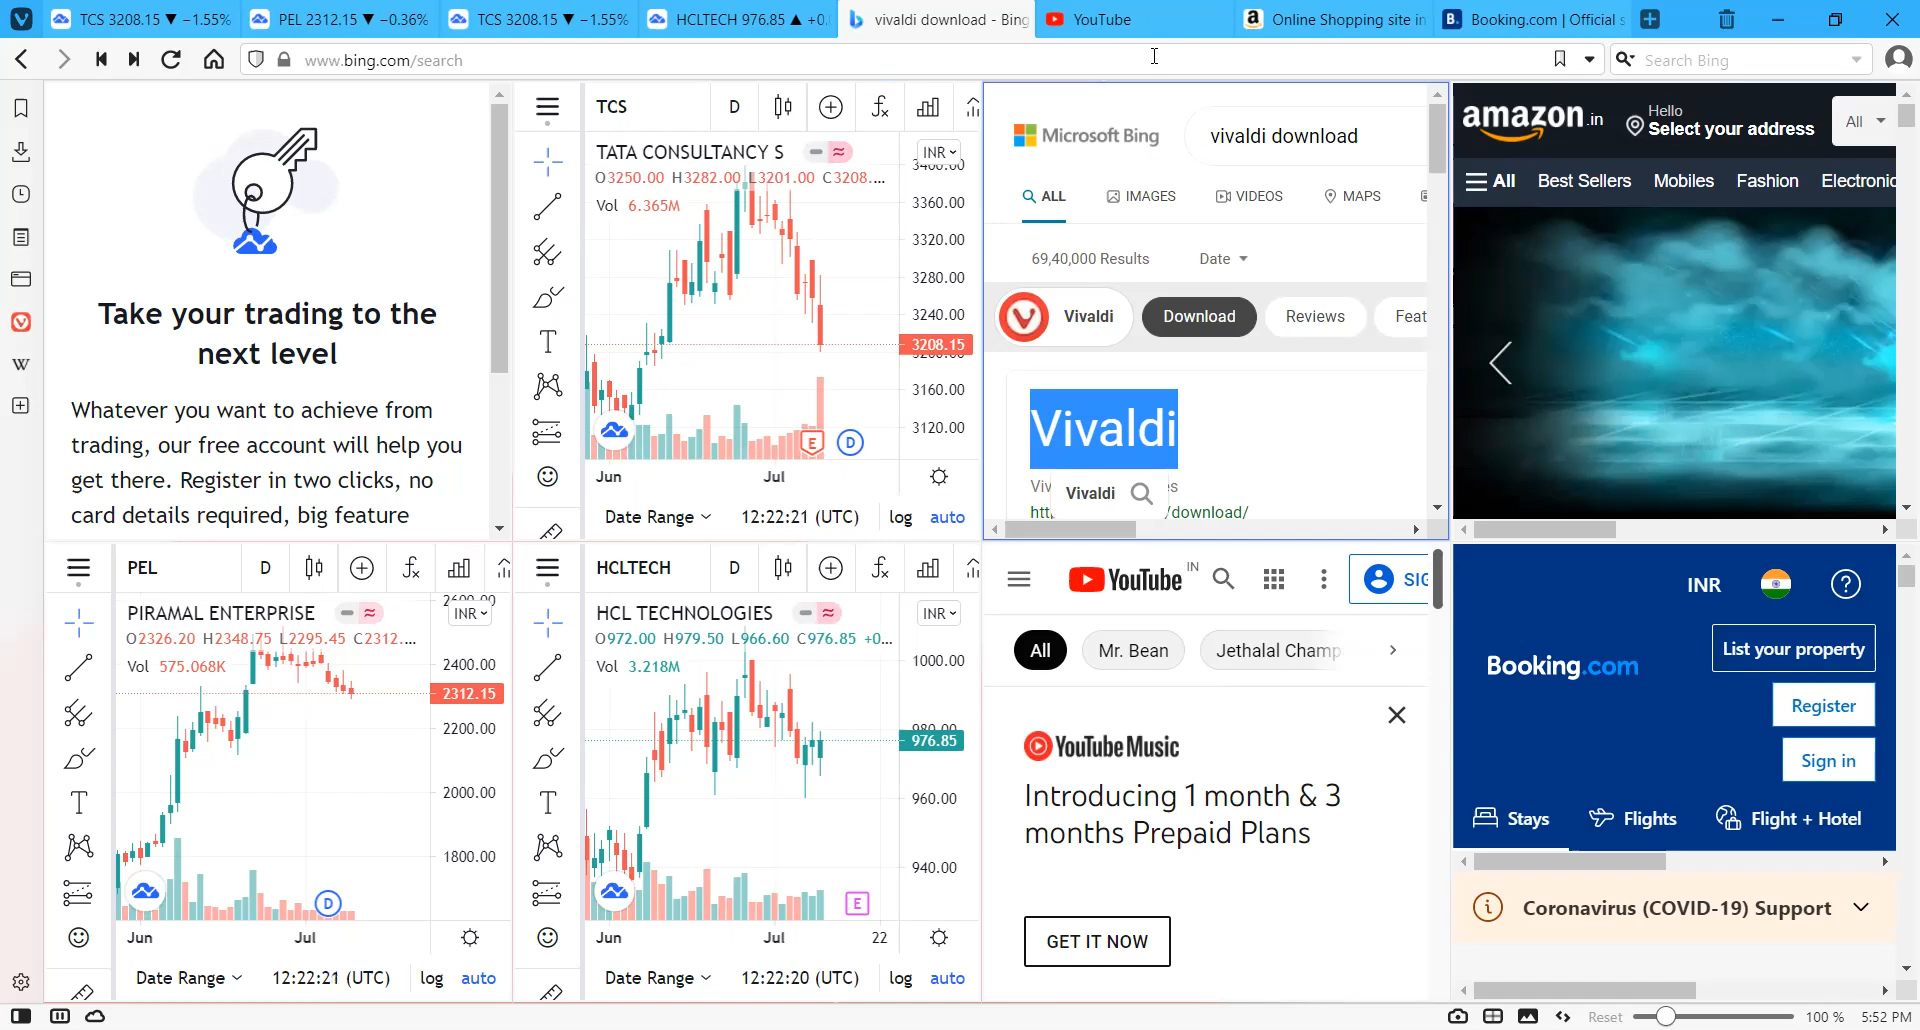 TCS 3208.15 ▼ −1.55%
PEL 2312.15 ▼ −0.36%
TCS 3208.15 ▼ −1.55%
HCLTECH 976.85 ▲ +0.
vivaldi download - Bing
YouTube
Online Shopping site in
Booking.com | Official s
www.bing.com/search
Search Bing
Take your trading to the
next level
Whatever you want to achieve from
trading, our free account will help you
get there. Register in two clicks, no
card details required, big feature
TCS
D
TATA CONSULTANCY S
INR
O3250.00 H3282.00 L3201.00 C3208....
Vol 6.365M
3400.00
3360.00
3320.00
3280.00
3240.00
3208.15
3200.00
3160.00
3120.00
E
D
Jun
Jul
Date Range
12:22:21 (UTC)
log
auto
Microsoft Bing
vivaldi download
ALL
IMAGES
VIDEOS
MAPS
69,40,000 Results
Date
Vivaldi
Download
Reviews
Feat
Vivaldi
Viv
Vivaldi
s
htt
/download/
amazon.in
Hello
Select your address
All
All
Best Sellers
Mobiles
Fashion
Electronic
PEL
D
PIRAMAL ENTERPRISE
2600.00
INR
O2326.20 H2348.75 L2295.45 C2312....
Vol 575.068K
2400.00
2312.15
2200.00
2000.00
1800.00
D
Jun
Jul
Date Range
12:22:21 (UTC)
log
auto
HCLTECH
D
HCL TECHNOLOGIES
INR
O972.00 H979.50 L966.60 C976.85 +0...
Vol 3.218M
1000.00
980.00
976.85
960.00
940.00
E
Jun
Jul
22
Date Range
12:22:20 (UTC)
log
auto
YouTube IN
SIG
All
Mr. Bean
Jethalal Champ
YouTube Music
Introducing 1 month & 3
months Prepaid Plans
GET IT NOW
INR
Booking.com
List your property
Register
Sign in
Stays
Flights
Flight + Hotel
Coronavirus (COVID-19) Support
Reset
100 %
5:52 PM